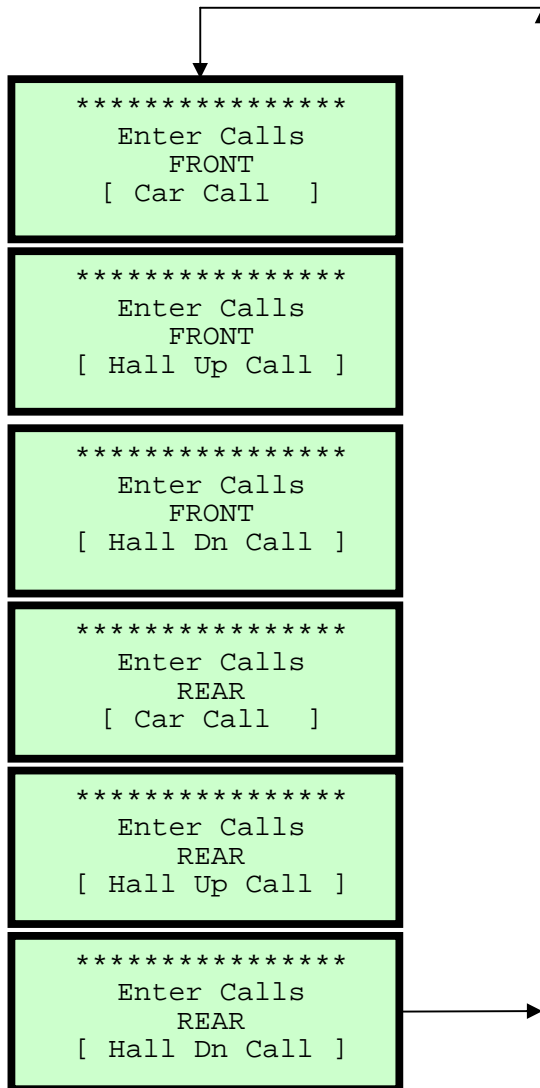 ****************
Enter Calls
FRONT
[ Car Call  ]
****************
Enter Calls
FRONT
[ Hall Up Call ]
****************
Enter Calls
FRONT
[ Hall Dn Call ]
****************
Enter Calls
REAR
[ Car Call  ]
****************
Enter Calls
REAR
[ Hall Up Call ]
****************
Enter Calls
REAR
[ Hall Dn Call ]